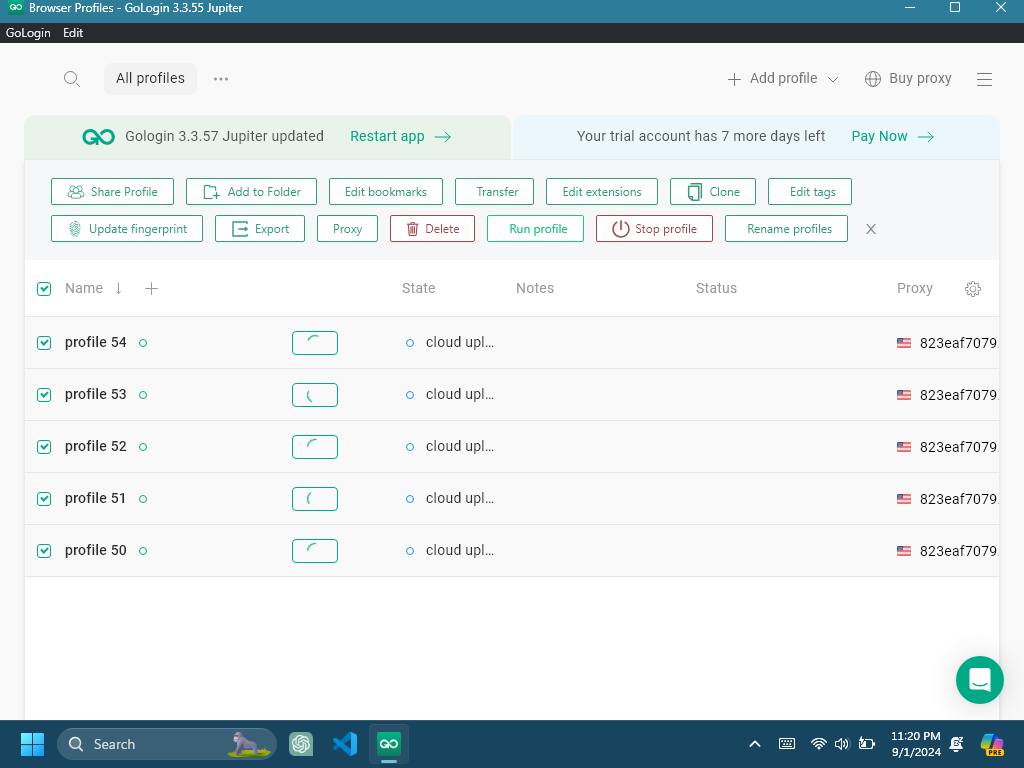 Browser Profiles - GoLogin 3.3.55 Jupiter
GoLogin Edit
All profiles ... Add profile Buy proxy
Gologin 3.3.57 Jupiter updated Restart app Your trial account has 7 more days left Pay Now
Share Profile Add to Folder Edit bookmarks Transfer Edit extensions Clone Edit tags
Update fingerprint Export Proxy Delete Run profile Stop profile Rename profiles X
Name State Notes Status Proxy
profile 54 cloud upl... 823eaf7079.
profile 53 cloud upl... 823eaf7079.
profile 52 cloud upl... 823eaf7079.
profile 51 cloud upl... 823eaf7079.
profile 50 cloud upl... 823eaf7079.
Search
11:20 PM
9/1/2024
PRE